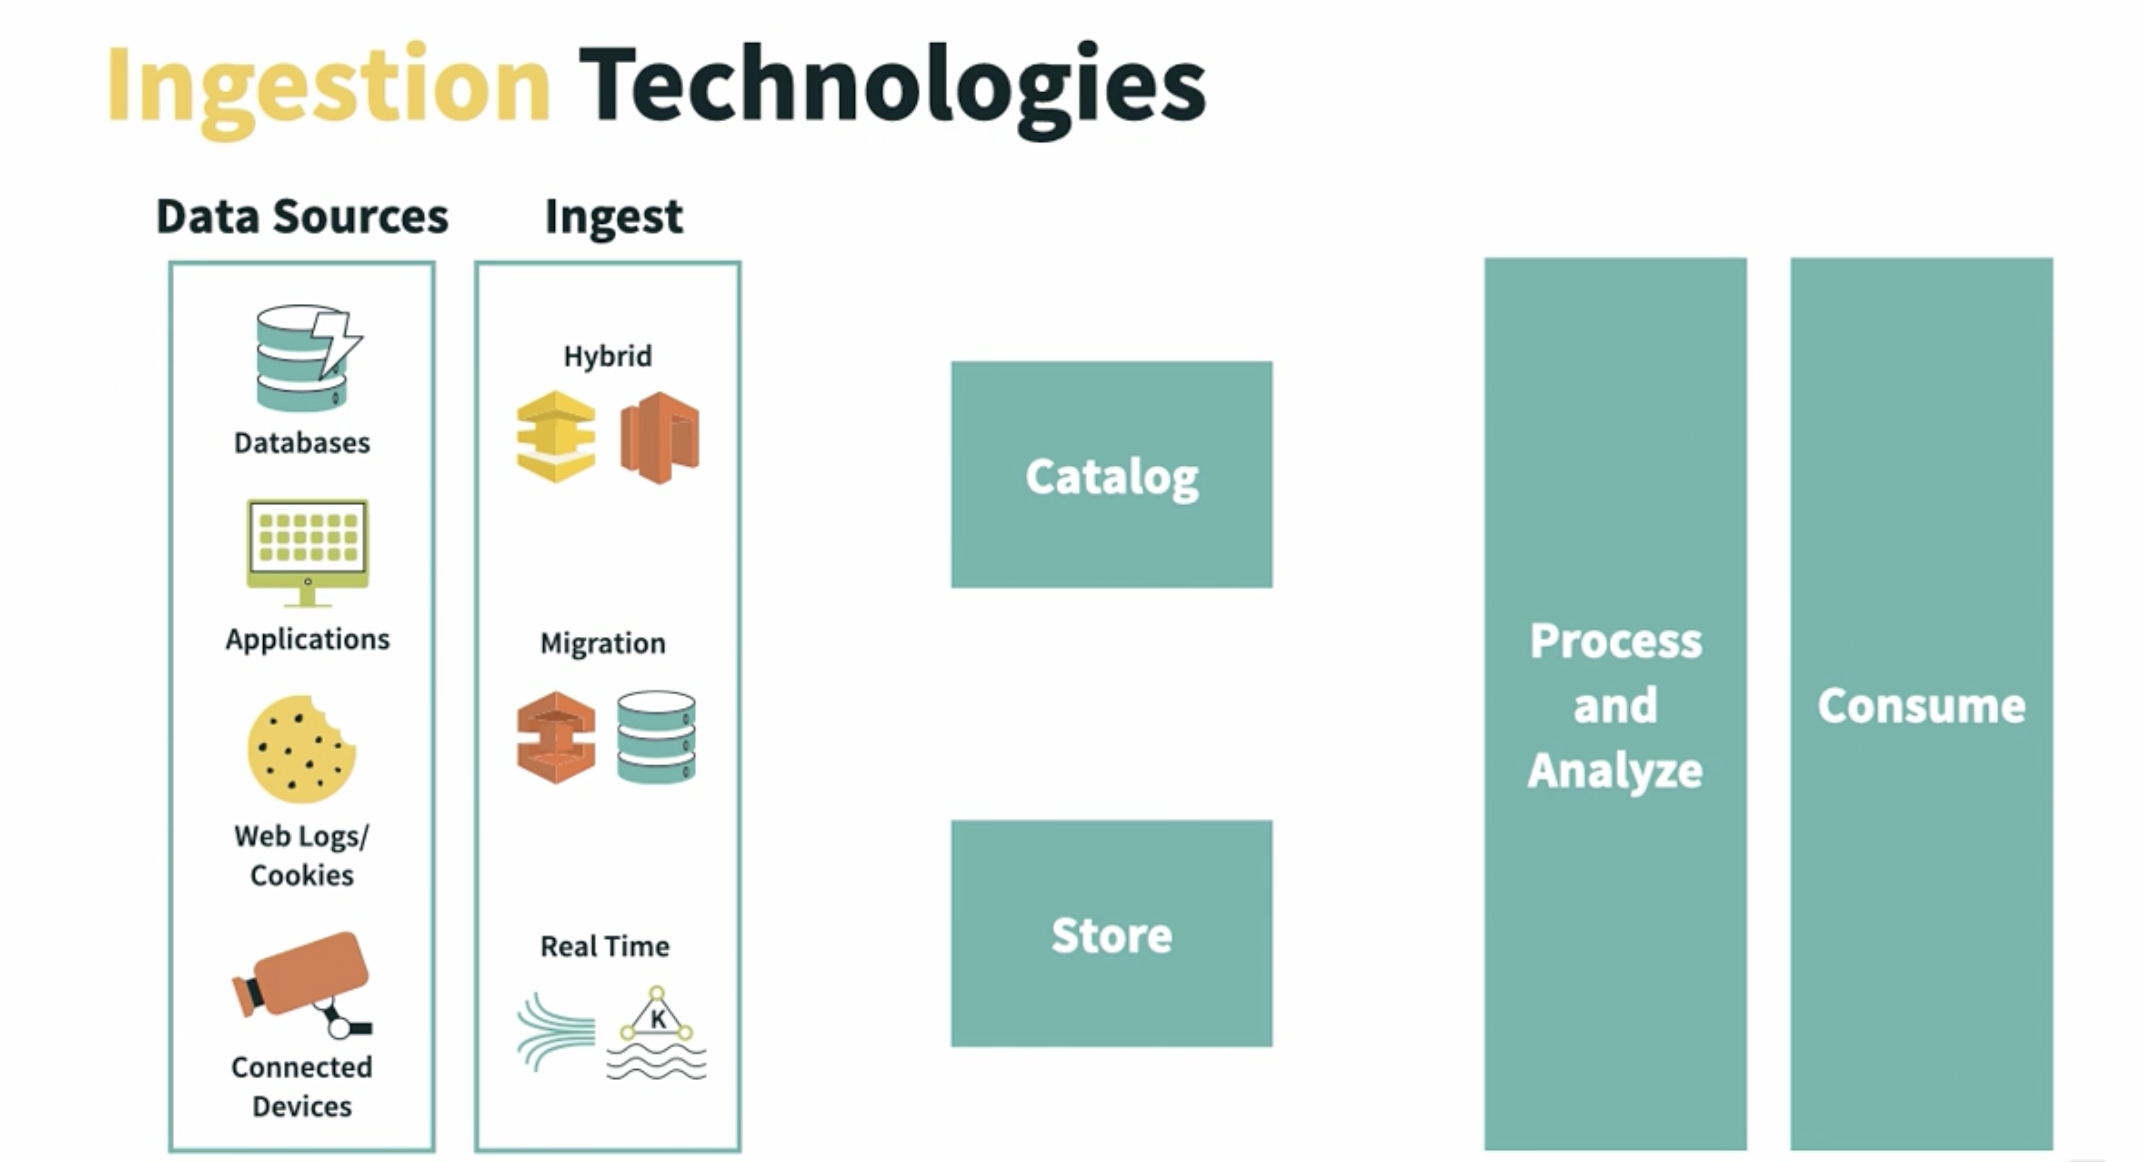 Ingestion Technologies
Data Sources
Databases
Applications
Web Logs/
Cookies
Connected
Devices
Ingest
Hybrid
Migration
Real Time
K
Catalog
Store
Process
and
Analyze
Consume